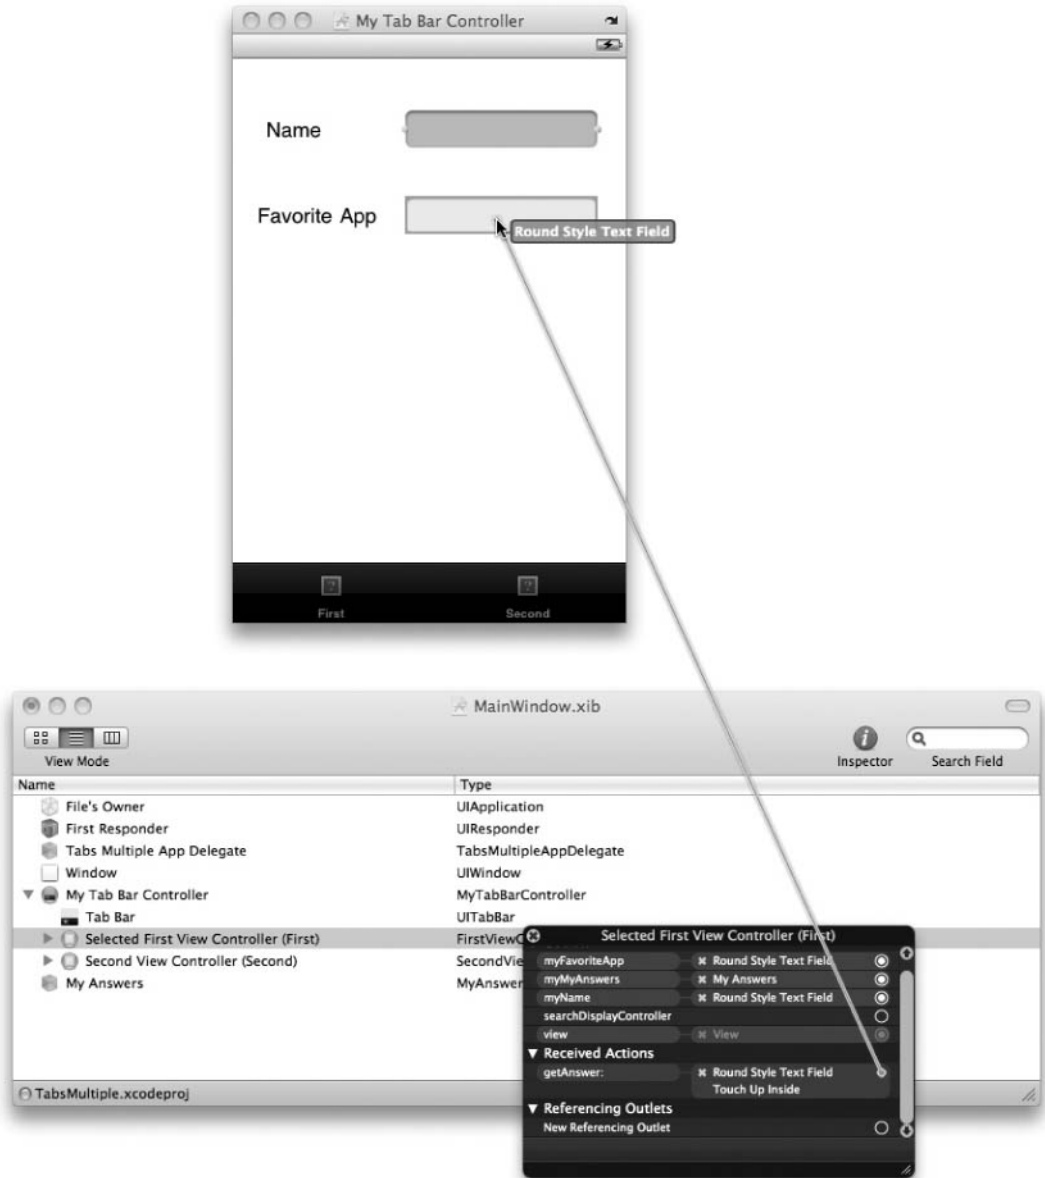 My Tab Bar Controller
Name
Favorite App
Round Style Text Field
First Second
MainWindow.xib
View Mode Inspector Search Field
Name Type
File's Owner UIApplication
First Responder UIResponder
Tabs Multiple App Delegate TabsMultipleAppDelegate
Window UIWindow
My Tab Bar Controller MyTabBarController
Tab Bar UITabBar
Selected First View Controller (First) FirstViewC
Second View Controller (Second) SecondVie
My Answers MyAnswer
TabsMultiple.xcodeproj
Selected First View Controller (First)
myFavoriteApp Round Style Text Field
myMyAnswers My Answers
myName Round Style Text Field
searchDisplayController
view View
Received Actions
getAnswer: Round Style Text Field
Touch Up Inside
Referencing Outlets
New Referencing Outlet